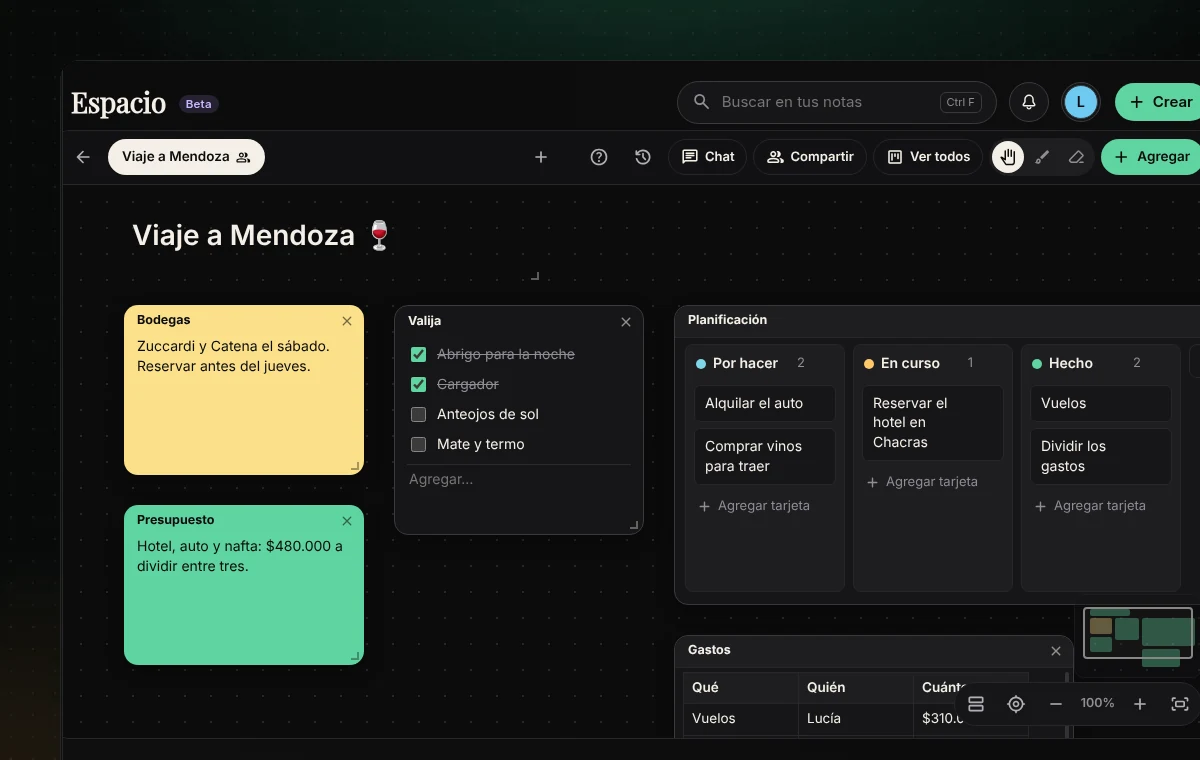 Espacio
Beta
Buscar en tus notas
Ctrl F
L
Crear
Viaje a Mendoza
Chat
Compartir
Ver todos
Agregar
Viaje a Mendoza 🍷
Bodegas
Zuccardi y Catena el sábado.
Reservar antes del jueves.
Presupuesto
Hotel, auto y nafta: $480.000 a
dividir entre tres.
Valija
Abrigo para la noche
Cargador
Anteojos de sol
Mate y termo
Agregar...
Planificación
Por hacer 2
Alquilar el auto
Comprar vinos
para traer
Agregar tarjeta
En curso 1
Reservar el
hotel en
Chacras
Agregar tarjeta
Hecho 2
Vuelos
Dividir los
gastos
Agregar tarjeta
Gastos
Qué Quién
Vuelos Lucía
100%